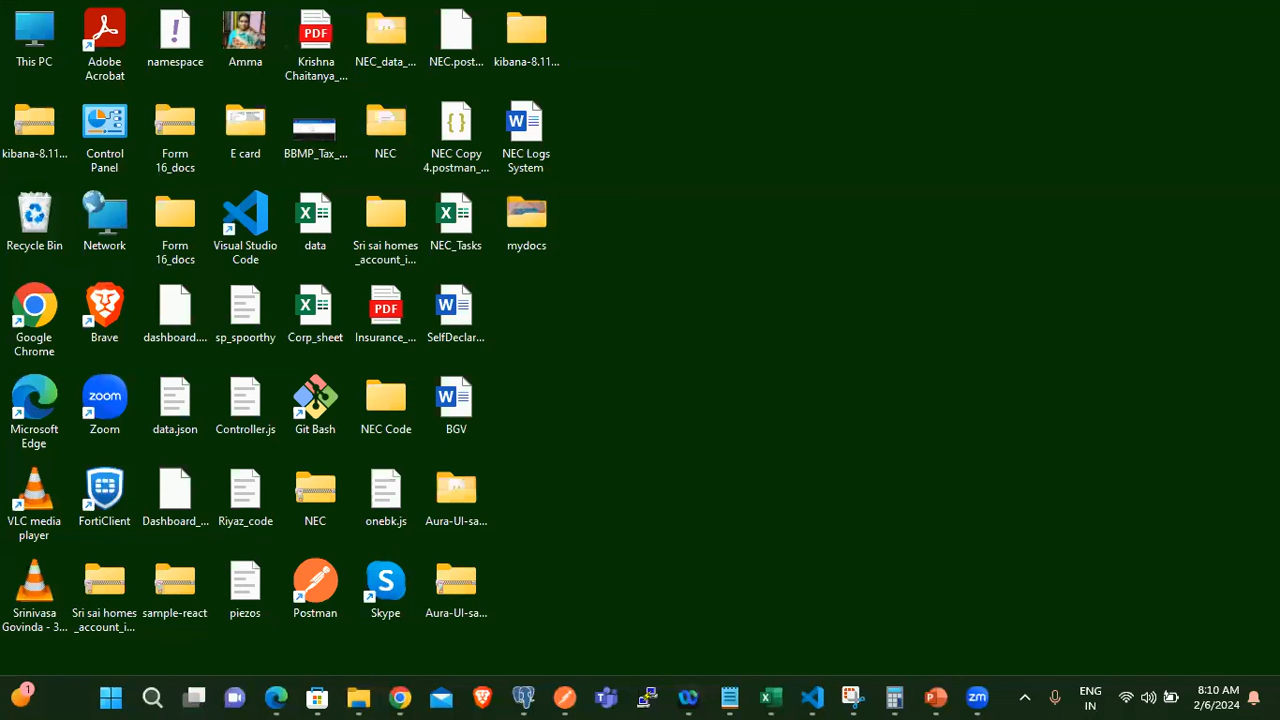 This PC
Adobe
Acrobat
namespace
Amma
PDF
Krishna
Chaitanya_...
NEC_data_...
NEC.post...
kibana-8.11...
kibana-8.11...
Control
Panel
Form
16_docs
E card
BBMP_Tax_...
NEC
NEC Copy
4.postman_...
NEC Logs
System
Recycle Bin
Network
Form
16_docs
Visual Studio
Code
data
Sri sai homes
_account_i...
NEC_Tasks
mydocs
Google
Chrome
Brave
dashboard....
sp_spoorthy
Corp_sheet
PDF
Insurance_...
SelfDeclar...
Microsoft
Edge
zoom
Zoom
data.json
Controller.js
Git Bash
NEC Code
BGV
VLC media
player
FortiClient
Dashboard_...
Riyaz_code
NEC
onebk.js
Aura-UI-sa...
Srinivasa
Govinda - 3...
Sri sai homes
_account_i...
sample-react
piezos
Postman
Skype
Aura-UI-sa...
1
zm
ENG
IN
8:10 AM
2/6/2024